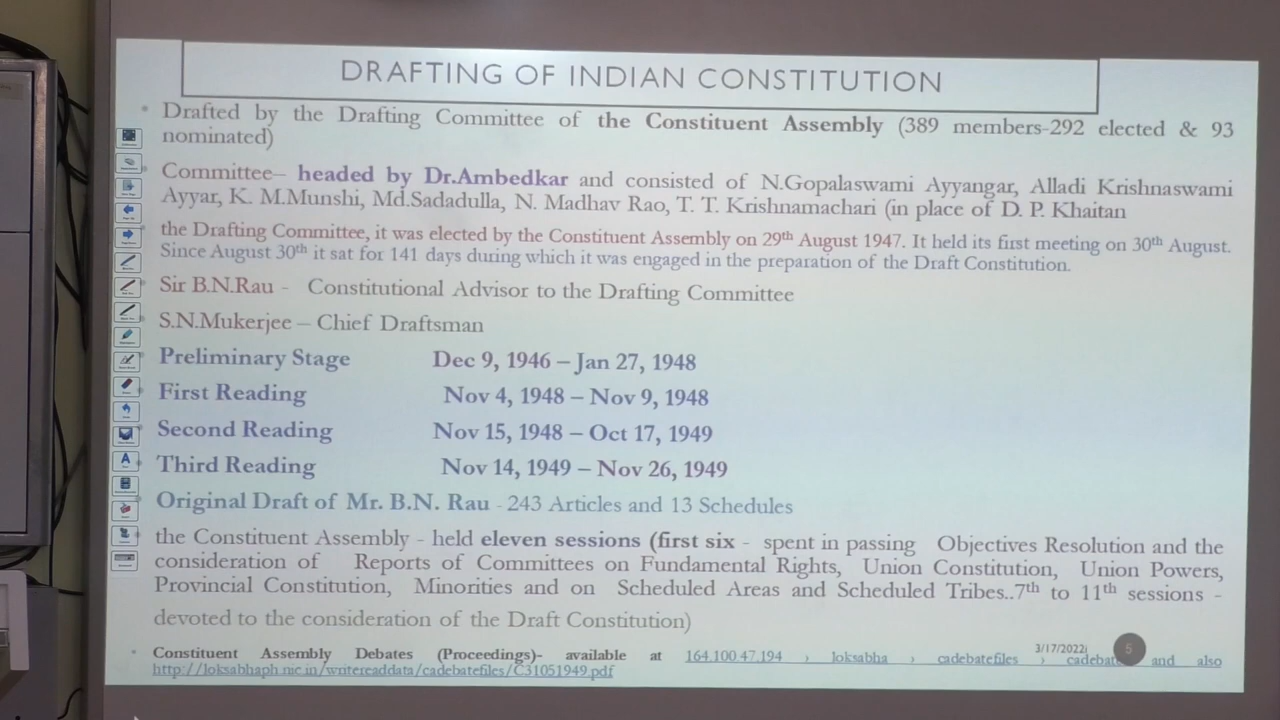 DRAFTING OF INDIAN CONSTITUTION
Drafted by the Drafting Committee of the Constituent Assembly (389 members-292 elected & 93
nominated)
Committee– headed by Dr.Ambedkar and consisted of N.Gopalaswami Ayyangar, Alladi Krishnaswami
Ayyar, K. M.Munshi, Md.Sadadulla, N. Madhav Rao, T. T. Krishnamachari (in place of D. P. Khaitan
the Drafting Committee, it was elected by the Constituent Assembly on 29th August 1947. It held its first meeting on 30th August.
Since August 30th it sat for 141 days during which it was engaged in the preparation of the Draft Constitution.
Sir B.N.Rau - Constitutional Advisor to the Drafting Committee
S.N.Mukerjee – Chief Draftsman
Preliminary Stage Dec 9, 1946 – Jan 27, 1948
First Reading Nov 4, 1948 – Nov 9, 1948
Second Reading Nov 15, 1948 – Oct 17, 1949
Third Reading Nov 14, 1949 – Nov 26, 1949
Original Draft of Mr. B.N. Rau - 243 Articles and 13 Schedules
the Constituent Assembly - held eleven sessions (first six - spent in passing Objectives Resolution and the
consideration of Reports of Committees on Fundamental Rights, Union Constitution, Union Powers,
Provincial Constitution, Minorities and on Scheduled Areas and Scheduled Tribes..7th to 11th sessions -
devoted to the consideration of the Draft Constitution)
3/17/2022 5
Constituent Assembly Debates (Proceedings)- available at 164.100.47.194 › loksabha › cadebatefiles › and also
http://loksabhaph.nic.in/writereaddata/cadebatefiles/C31051949.pdf